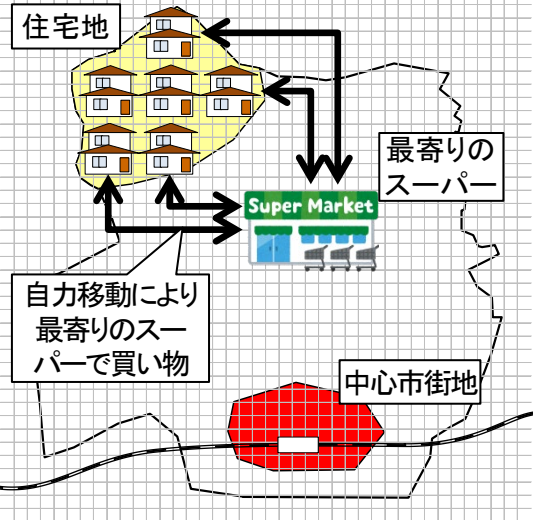 住宅地
最寄りの
スーパー
Super Market
自力移動により
最寄りのスー
パーで買い物
中心市街地